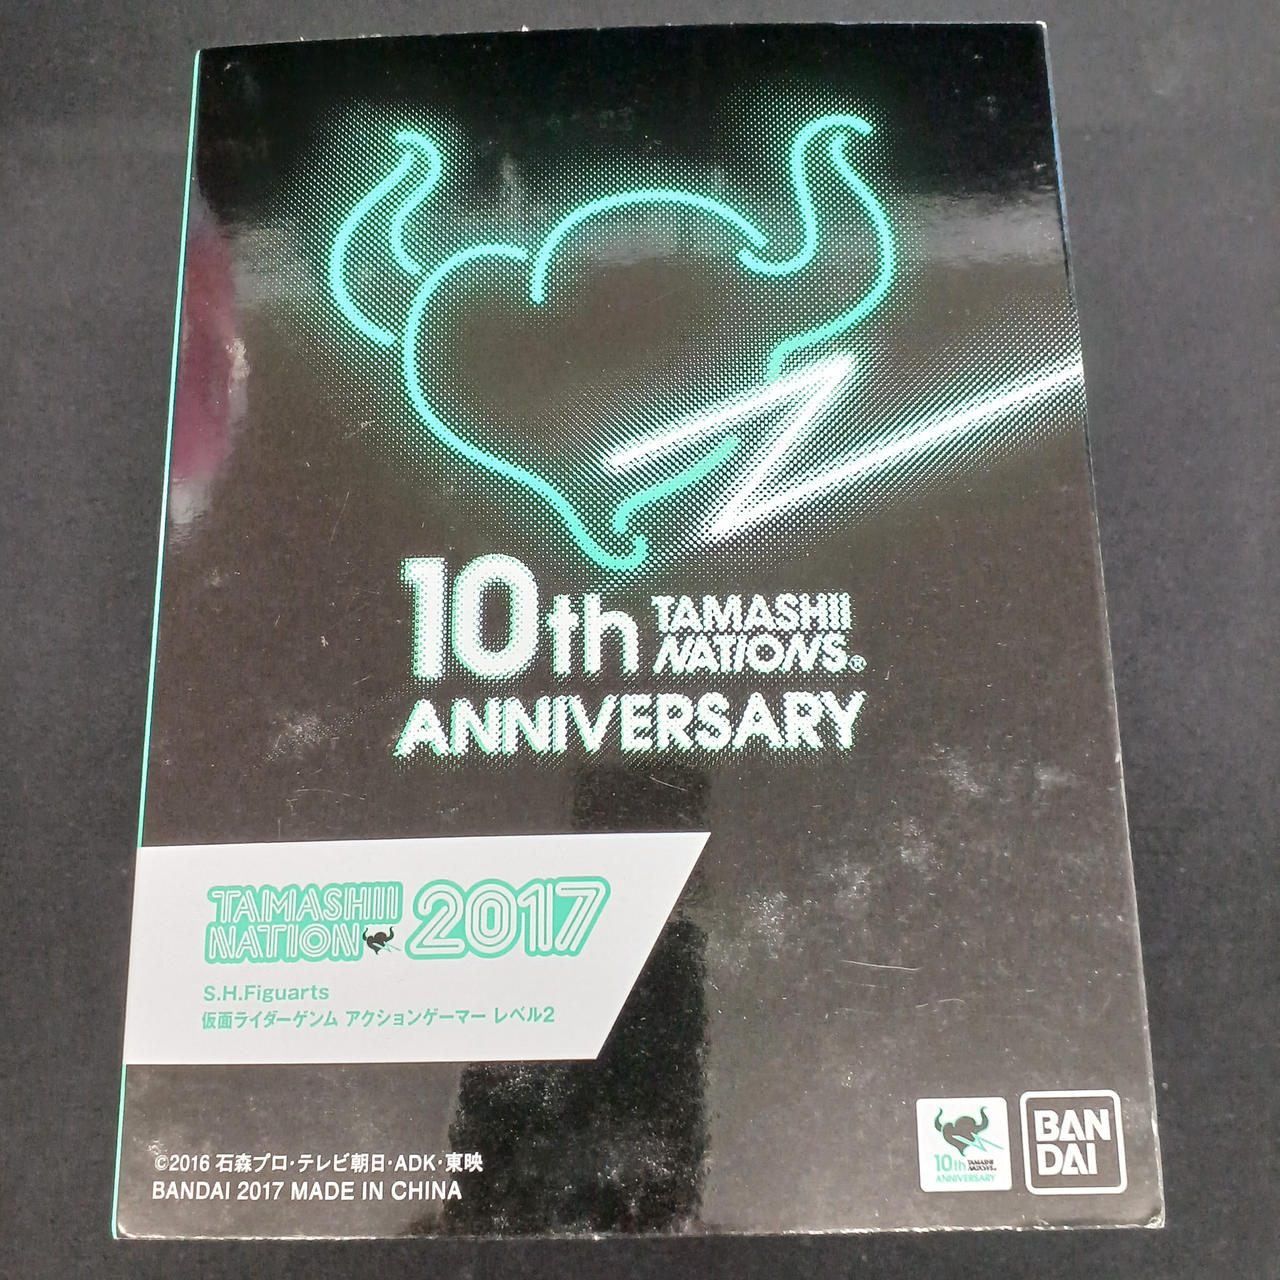 10th TAMASHII
NATIONS®
ANNIVERSARY
TAMASHII
NATION 2017
S.H.Figuarts
仮面ライダーゲンム アクションゲーマー レベル2
©2016 石森プロ・テレビ朝日・ADK・東映
BANDAI 2017 MADE IN CHINA
10th TAMASHII
NATIONS
ANNIVERSARY
BAN
DAI